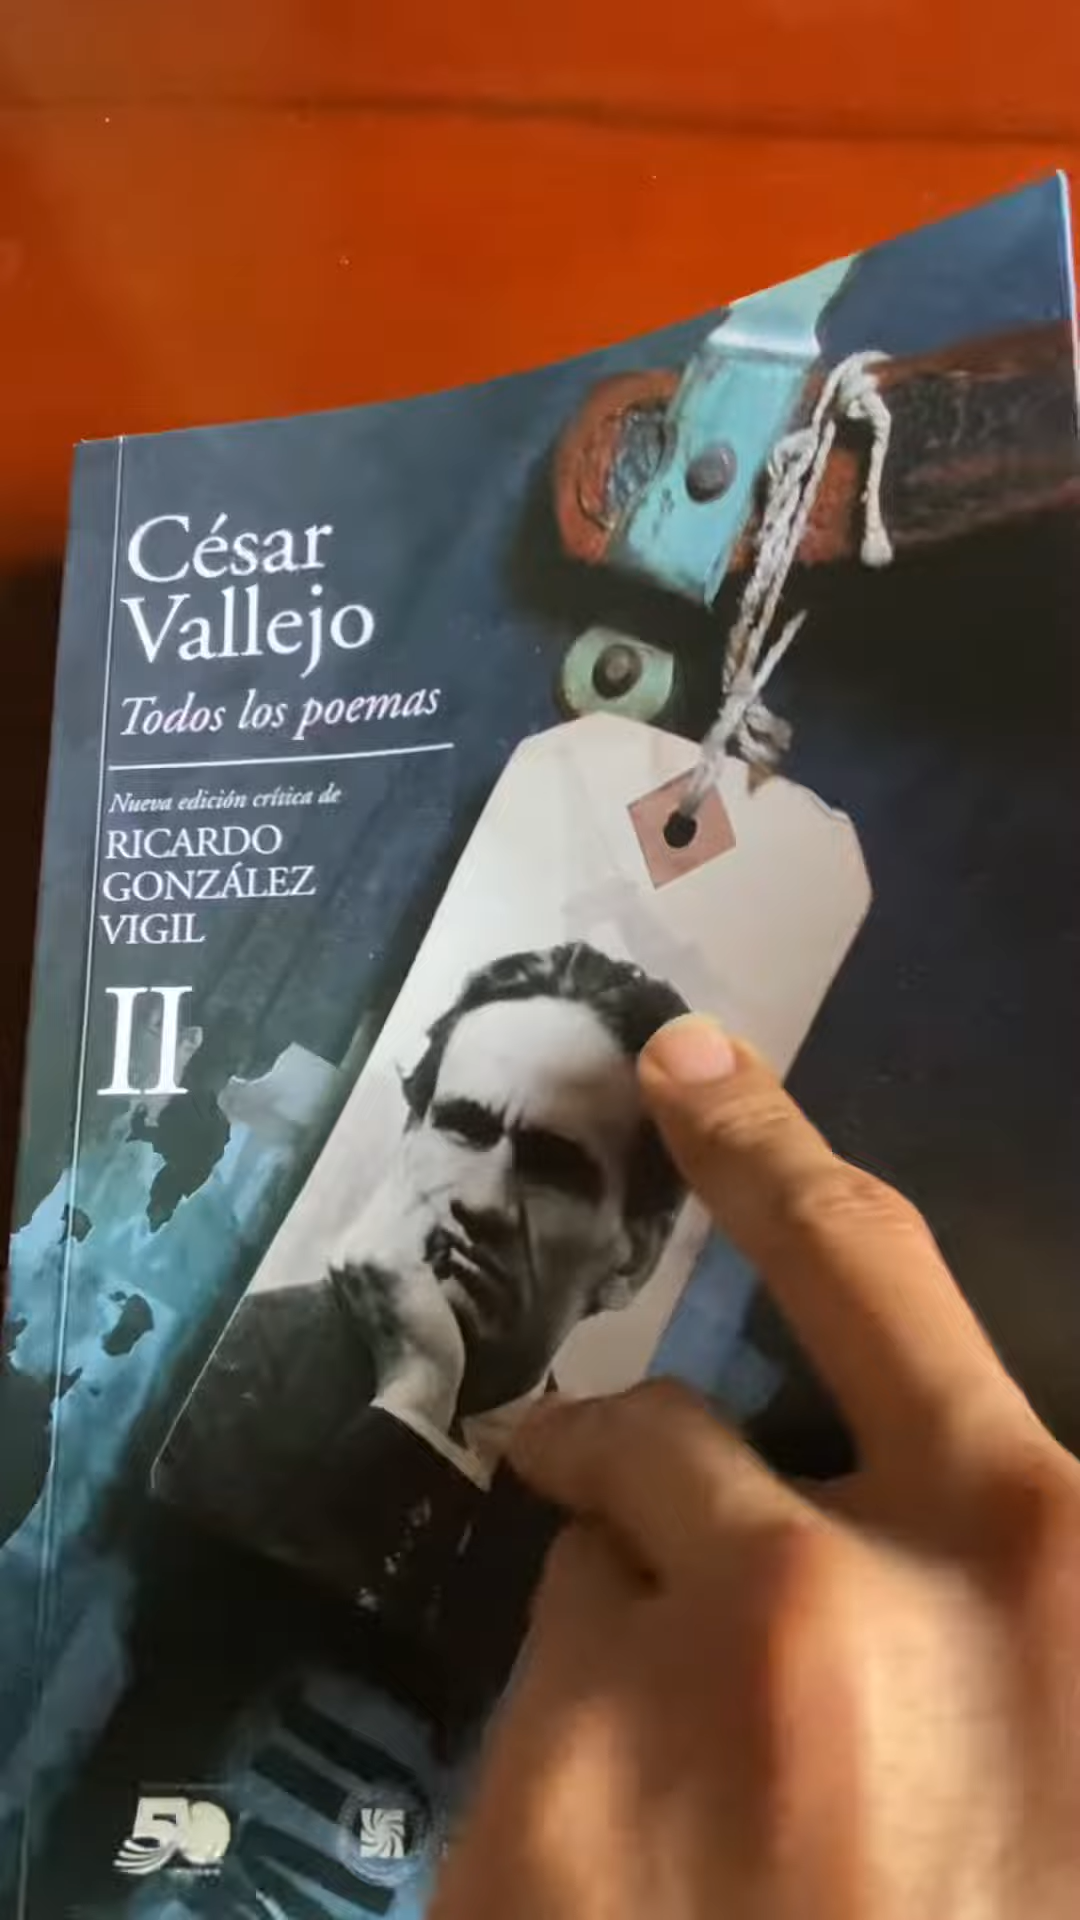 César
Vallejo
Todos los poemas
Nueva edición crítica de
RICARDO
GONZÁLEZ
VIGIL
II
50